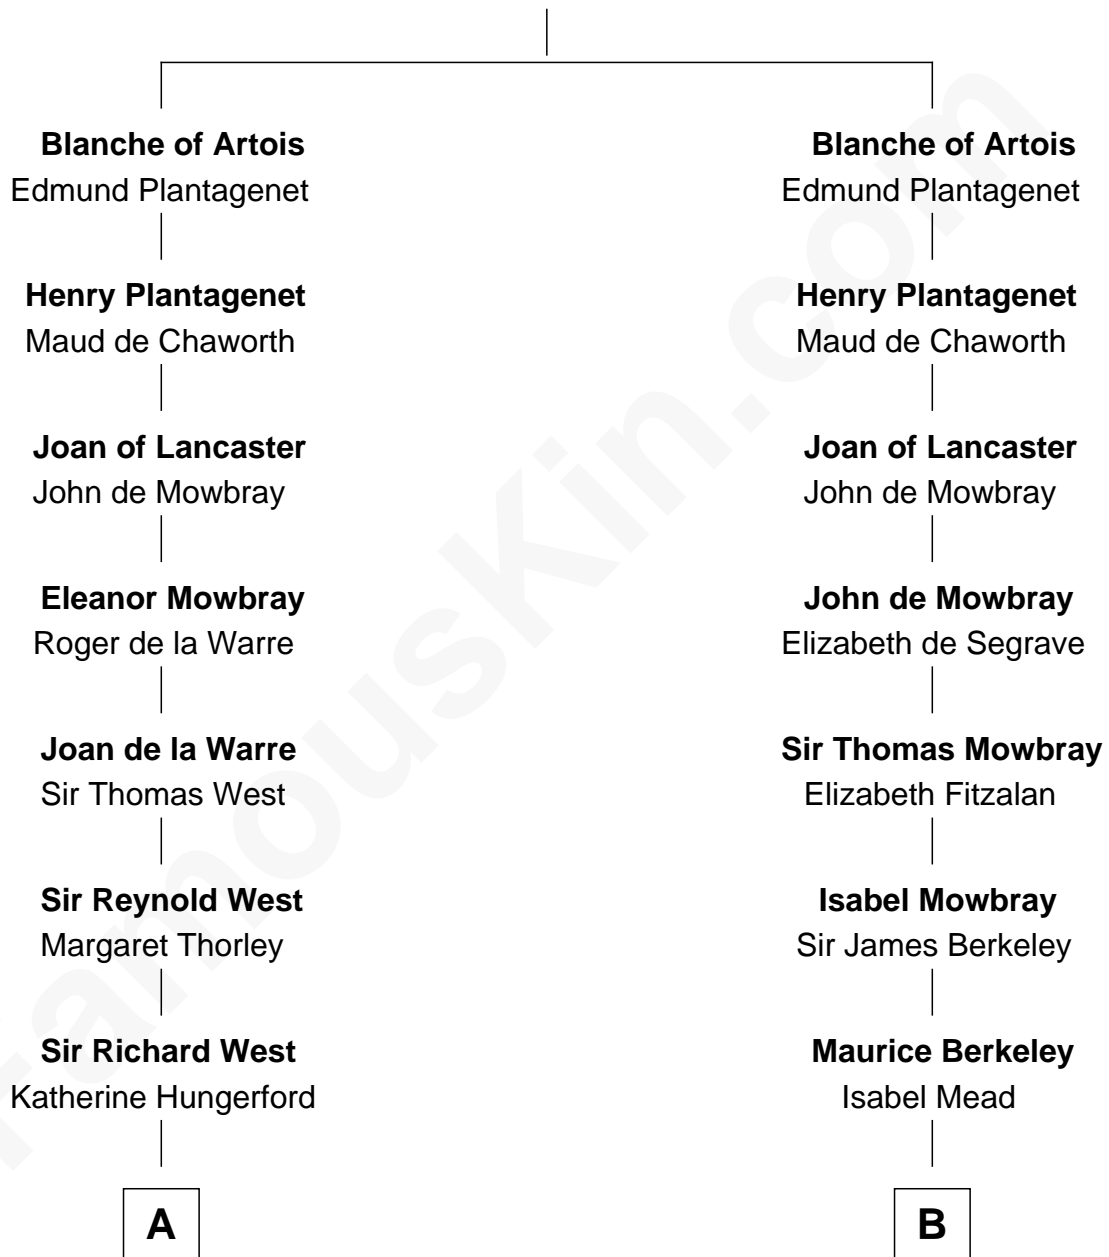 Blanche of Artois
Edmund Plantagenet
Henry Plantagenet
Maud de Chaworth
Joan of Lancaster
John de Mowbray
Eleanor Mowbray
Roger de la Warre
Joan de la Warre
Sir Thomas West
Sir Reynold West
Margaret Thorley
Sir Richard West
Katherine Hungerford
A
Blanche of Artois
Edmund Plantagenet
Henry Plantagenet
Maud de Chaworth
Joan of Lancaster
John de Mowbray
John de Mowbray
Elizabeth de Segrave
Sir Thomas Mowbray
Elizabeth Fitzalan
Isabel Mowbray
Sir James Berkeley
Maurice Berkeley
Isabel Mead
B
FamousKin.com